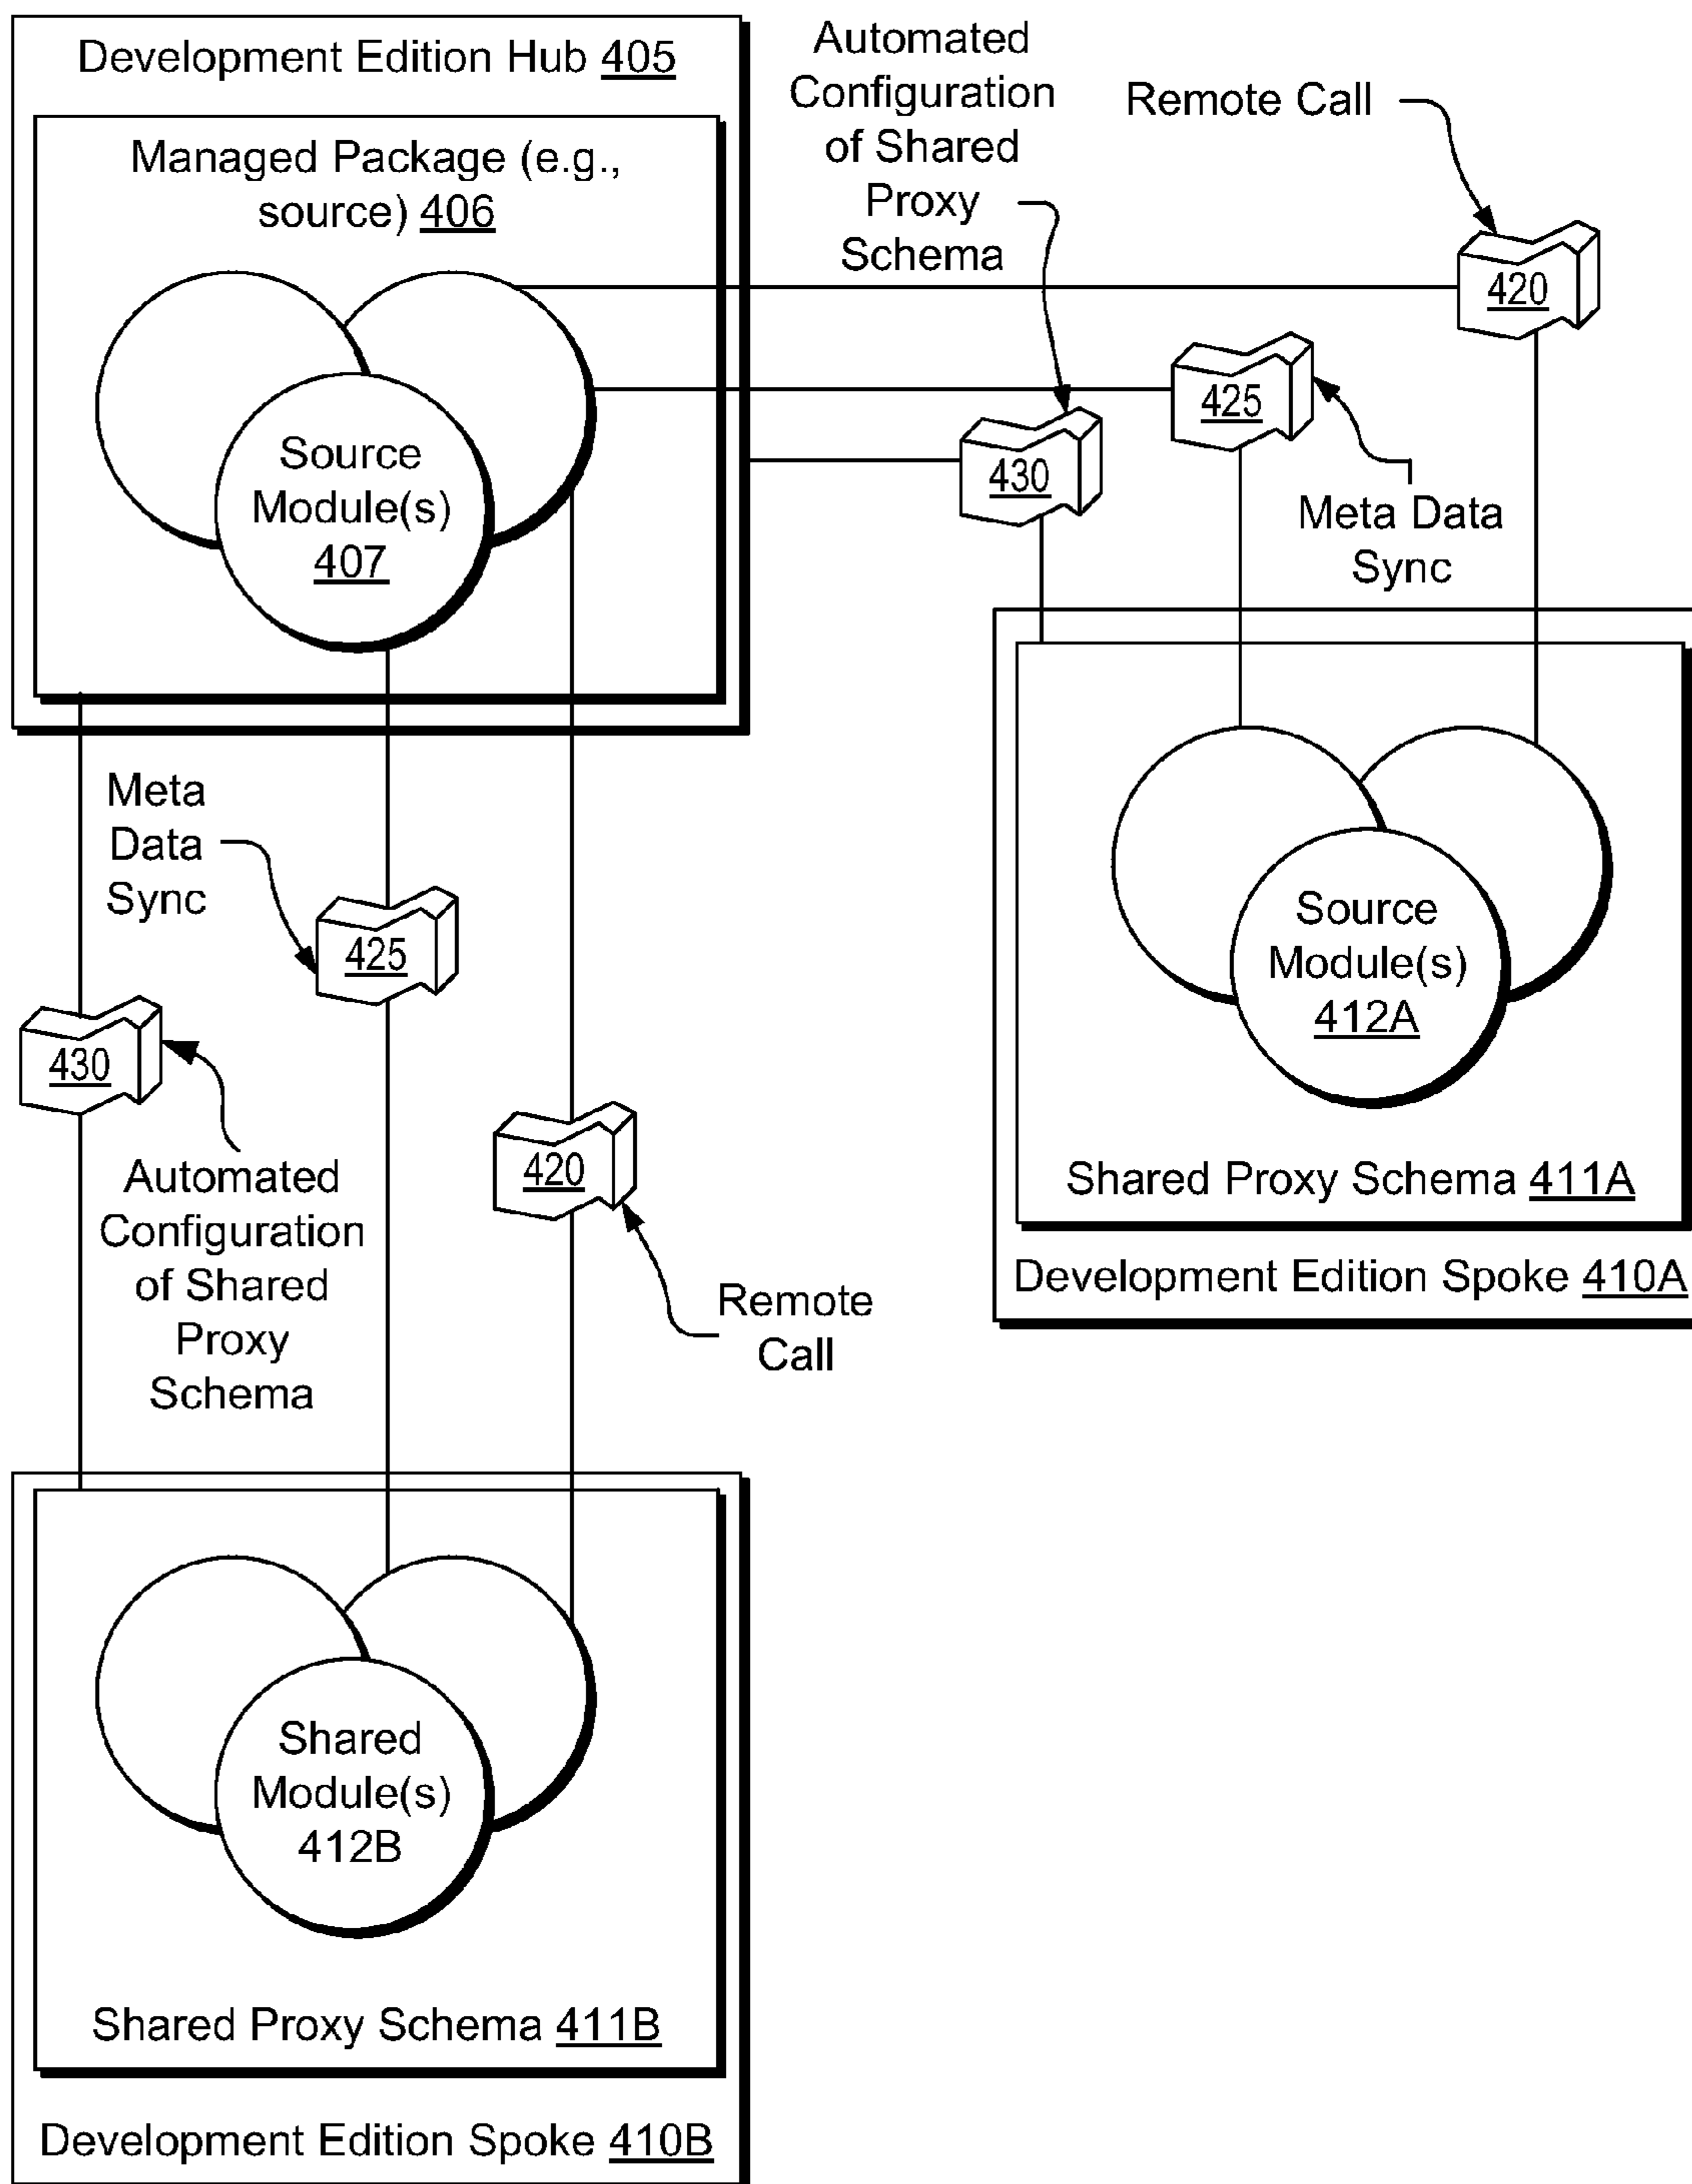 Development Edition Hub 405
Managed Package (e.g.,
source) 406
Source
Module(s)
407
Automated
Configuration
of Shared
Proxy
Schema
Remote Call
420
425
430
Meta Data
Sync
Source
Module(s)
412A
Shared Proxy Schema 411A
Development Edition Spoke 410A
Meta
Data
Sync
425
430
420
Automated
Configuration
of Shared
Proxy
Schema
Remote
Call
Shared
Module(s)
412B
Shared Proxy Schema 411B
Development Edition Spoke 410B